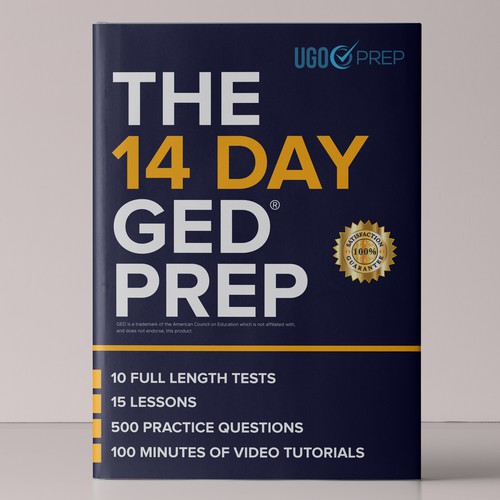 UGO PREP
THE
14 DAY
GED®
PREP
SATISFACTION
100%
GUARANTEE
GED is a trademark of the American Council on Education which is not affiliated with,
and does not endorse, this product.
10 FULL LENGTH TESTS
15 LESSONS
500 PRACTICE QUESTIONS
100 MINUTES OF VIDEO TUTORIALS